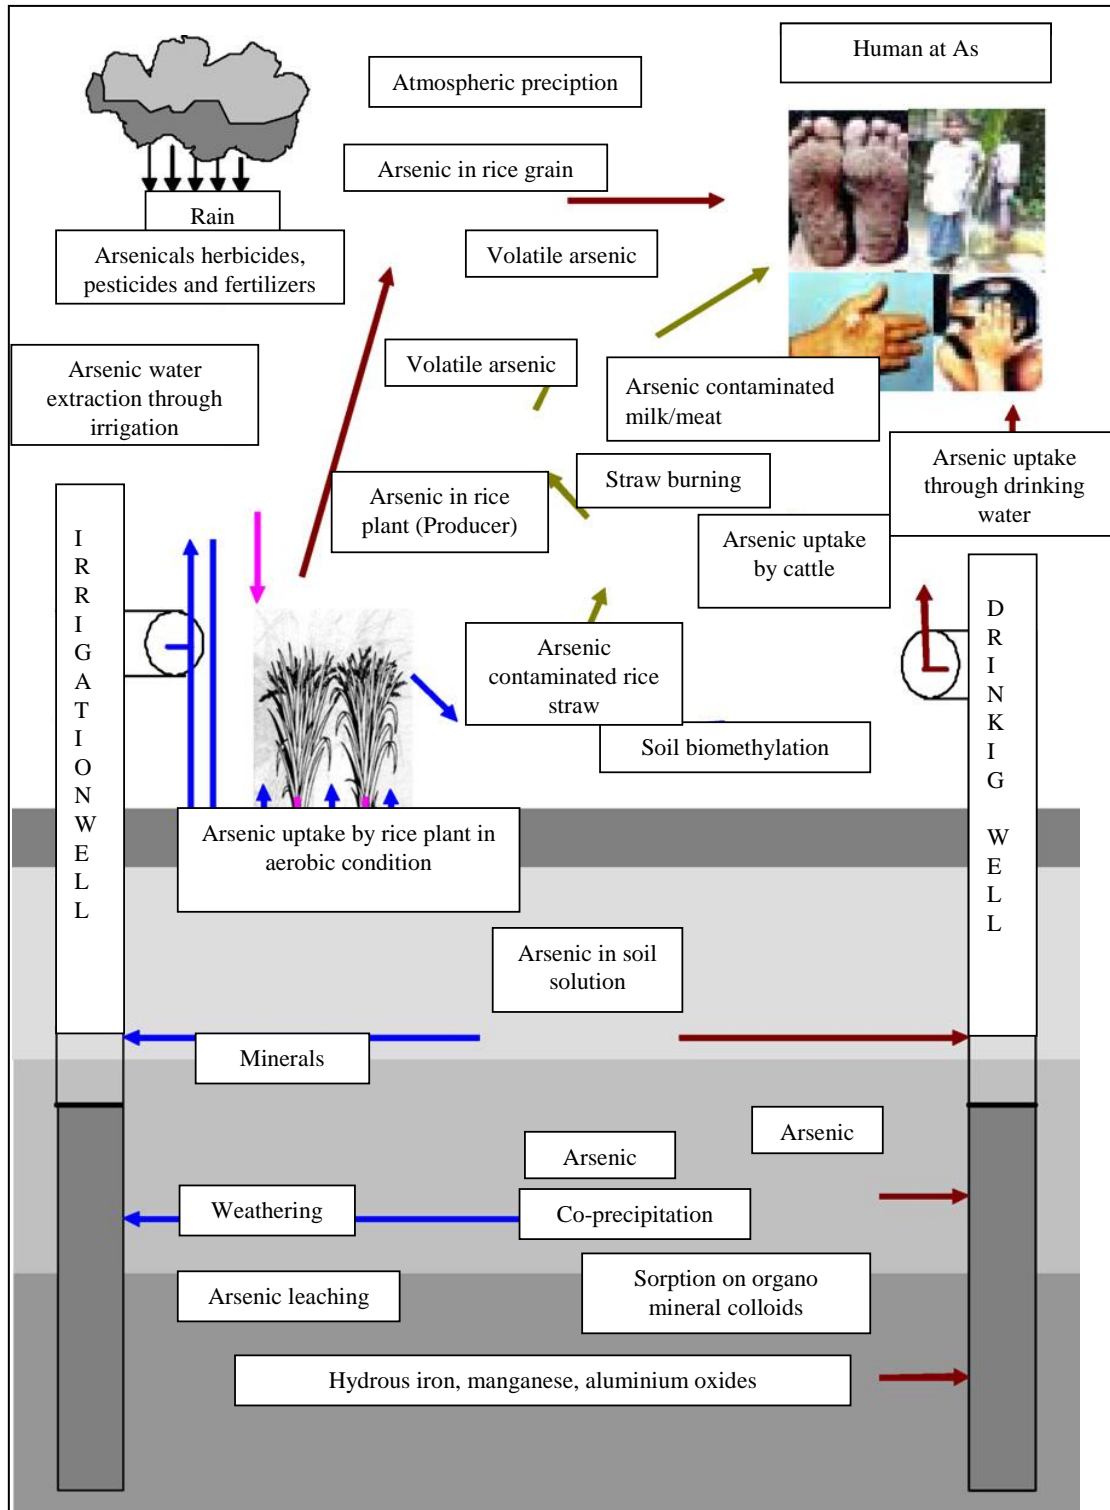 Human at As
Atmospheric preciption
Arsenic in rice grain
Rain
Arsenicals herbicides,
pesticides and fertilizers
Volatile arsenic
Arsenic water
extraction through
irrigation
Volatile arsenic
Arsenic contaminated
milk/meat
Arsenic uptake
through drinking
water
Straw burning
Arsenic in rice
plant (Producer)
Arsenic uptake
by cattle
IRRIGATIONWELL
DRINKIG WELL
Arsenic
contaminated rice
straw
Soil biomethylation
Arsenic uptake by rice plant in
aerobic condition
Arsenic in soil
solution
Minerals
Arsenic
Arsenic
Weathering
Co-precipitation
Sorption on organo
mineral colloids
Arsenic leaching
Hydrous iron, manganese, aluminium oxides